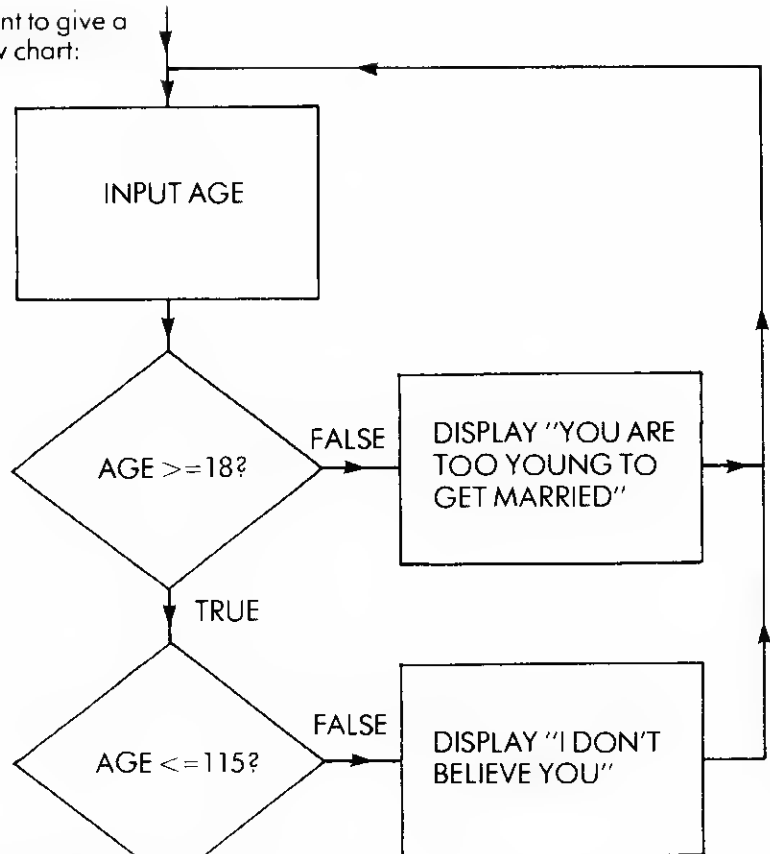 to give a
chart:
INPUT AGE
AGE >=18?
FALSE
DISPLAY "YOU ARE
TOO YOUNG TO
GET MARRIED"
TRUE
AGE <=115?
FALSE
DISPLAY "I DON'T
BELIEVE YOU"